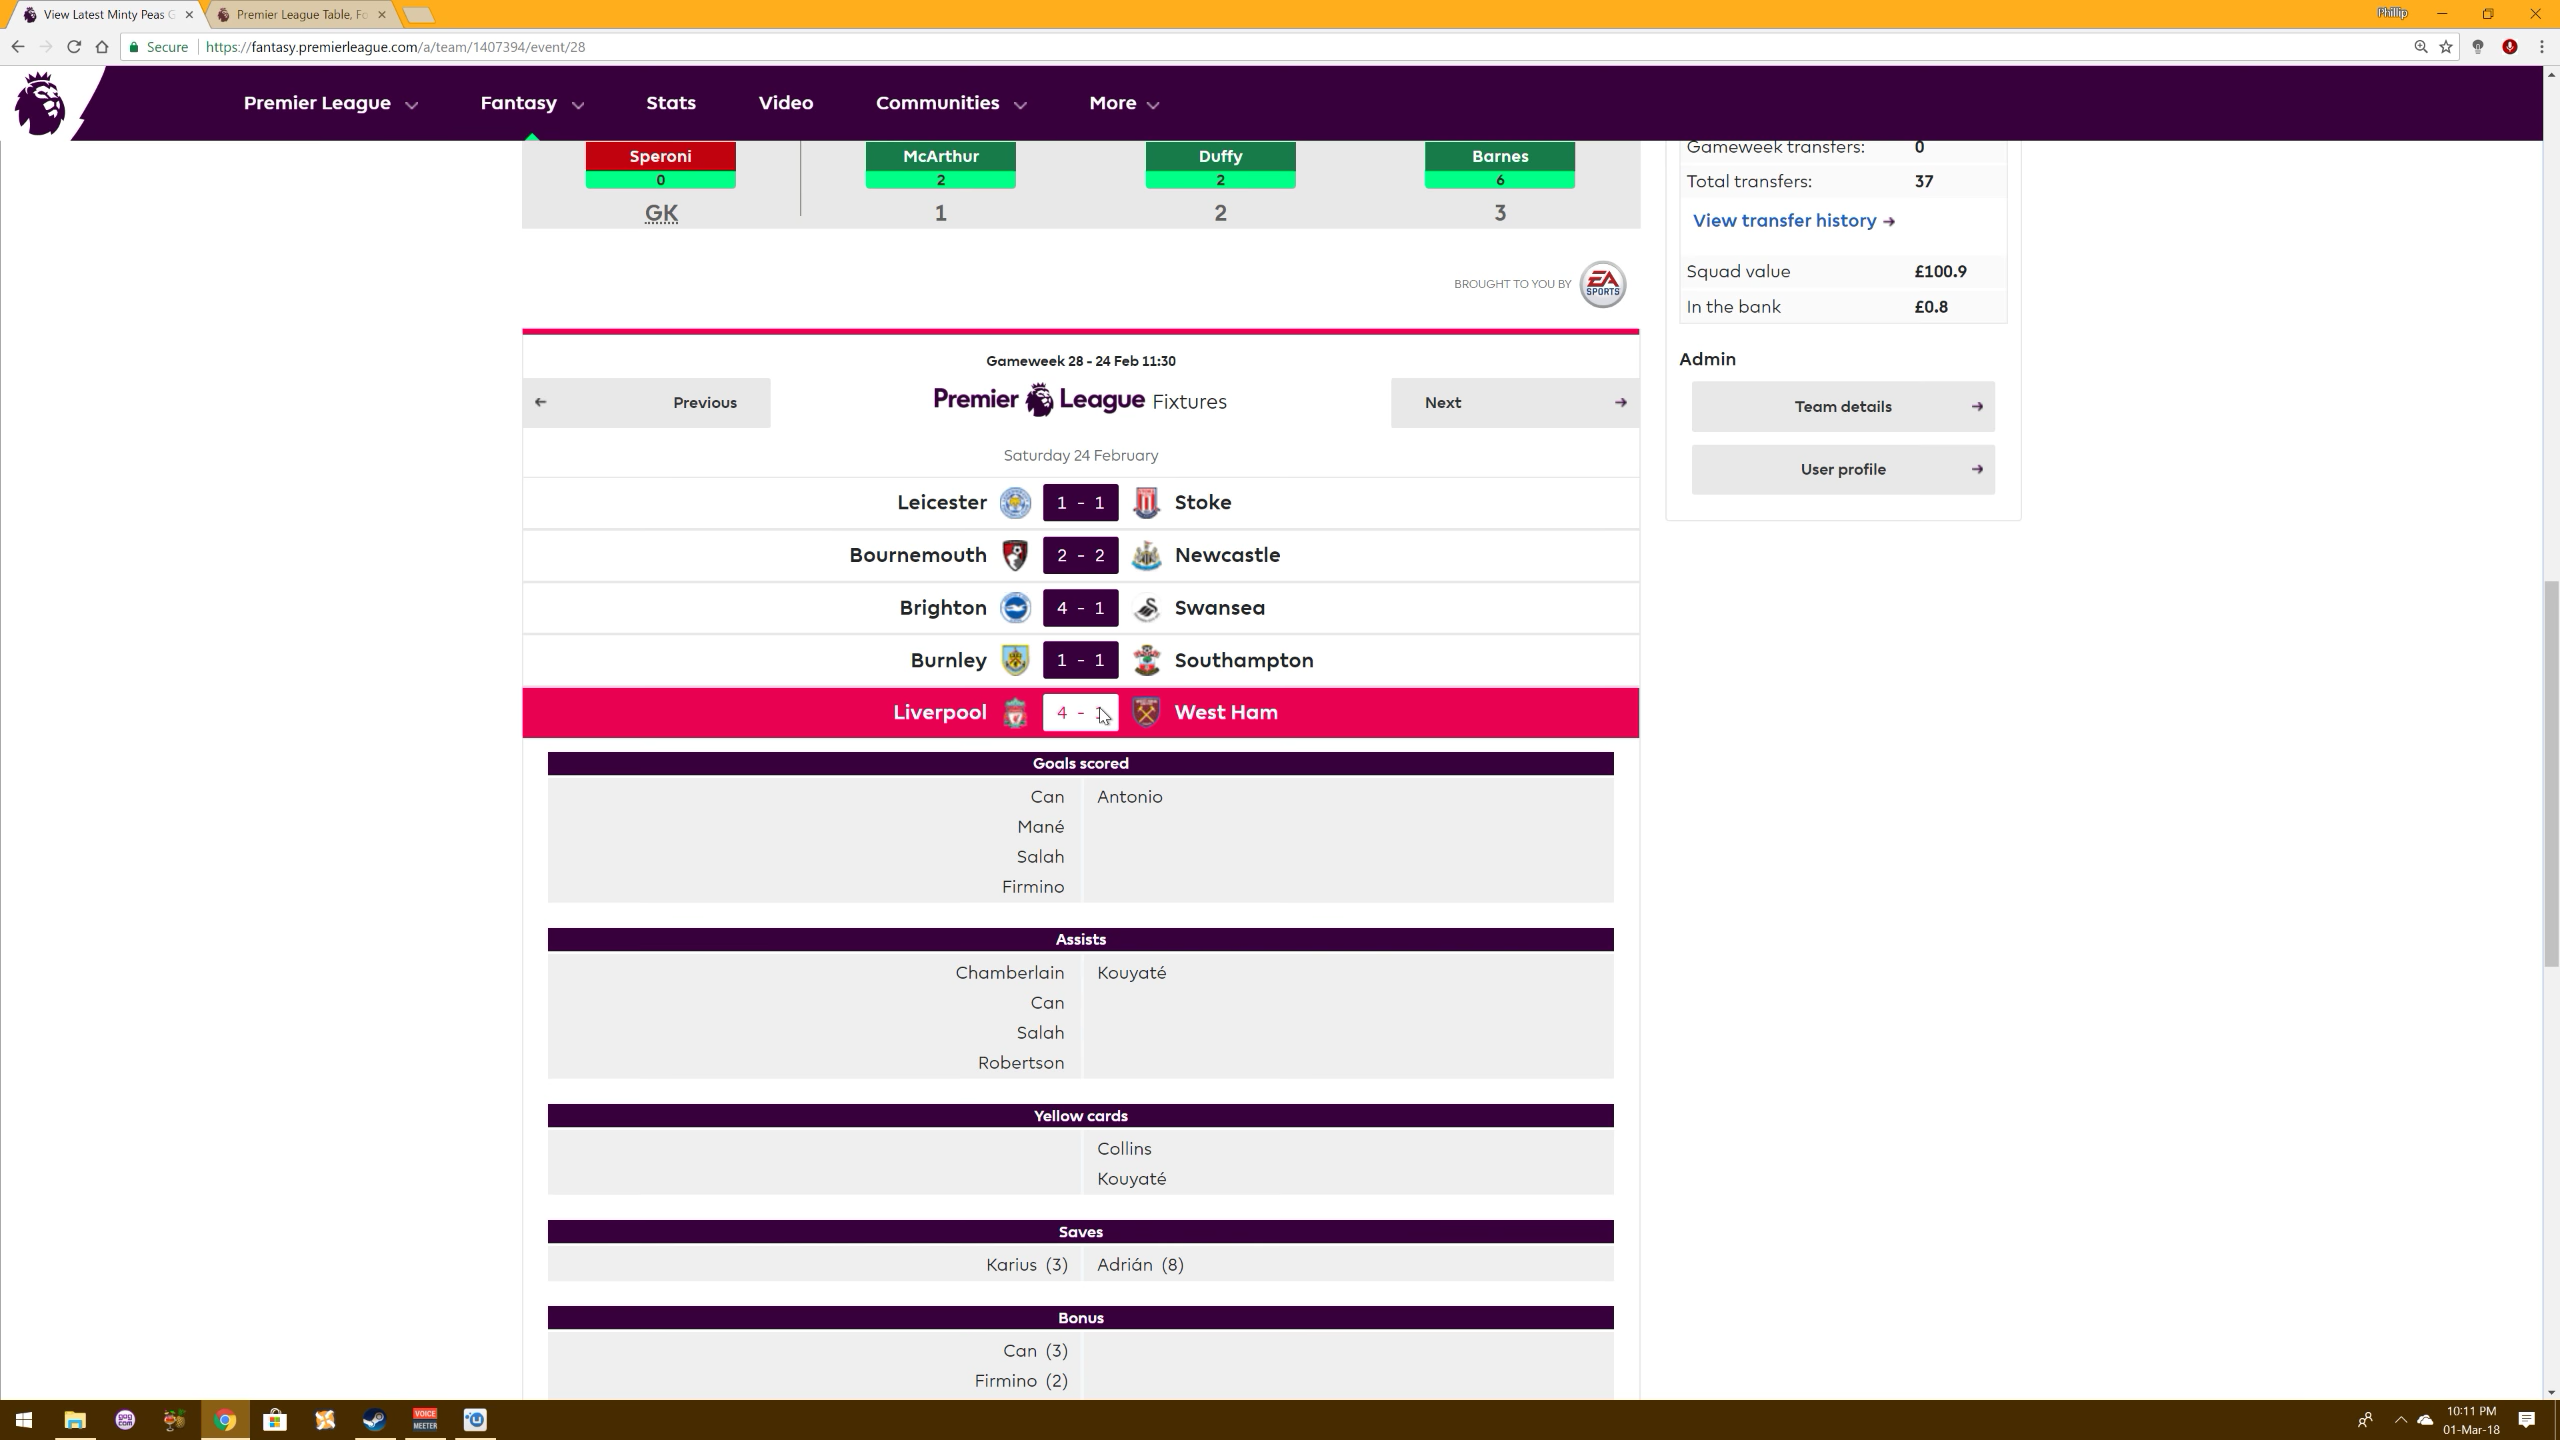 View Latest Minty Peas G
Premier League Table, Fo
Phillip
Secure https://fantasy.premierleague.com/a/team/1407394/event/28
Premier League Fantasy Stats Video Communities More
Speroni McArthur Duffy Barnes
0 2 2 6
GK 1 2 3
Gameweek transfers: 0
Total transfers: 37
View transfer history
Squad value £100.9
In the bank £0.8
Admin
Team details
User profile
BROUGHT TO YOU BY EA SPORTS
Gameweek 28 - 24 Feb 11:30
Previous Premier League Fixtures Next
Saturday 24 February
Leicester 1 - 1 Stoke
Bournemouth 2 - 2 Newcastle
Brighton 4 - 1 Swansea
Burnley 1 - 1 Southampton
Liverpool 4 - West Ham
Goals scored
Can Antonio
Mané
Salah
Firmino
Assists
Chamberlain Kouyaté
Can
Salah
Robertson
Yellow cards
Collins
Kouyaté
Saves
Karius (3) Adrián (8)
Bonus
Can (3)
Firmino (2)
gog.com
VOICE
MEETER
10:11 PM
01-Mar-18